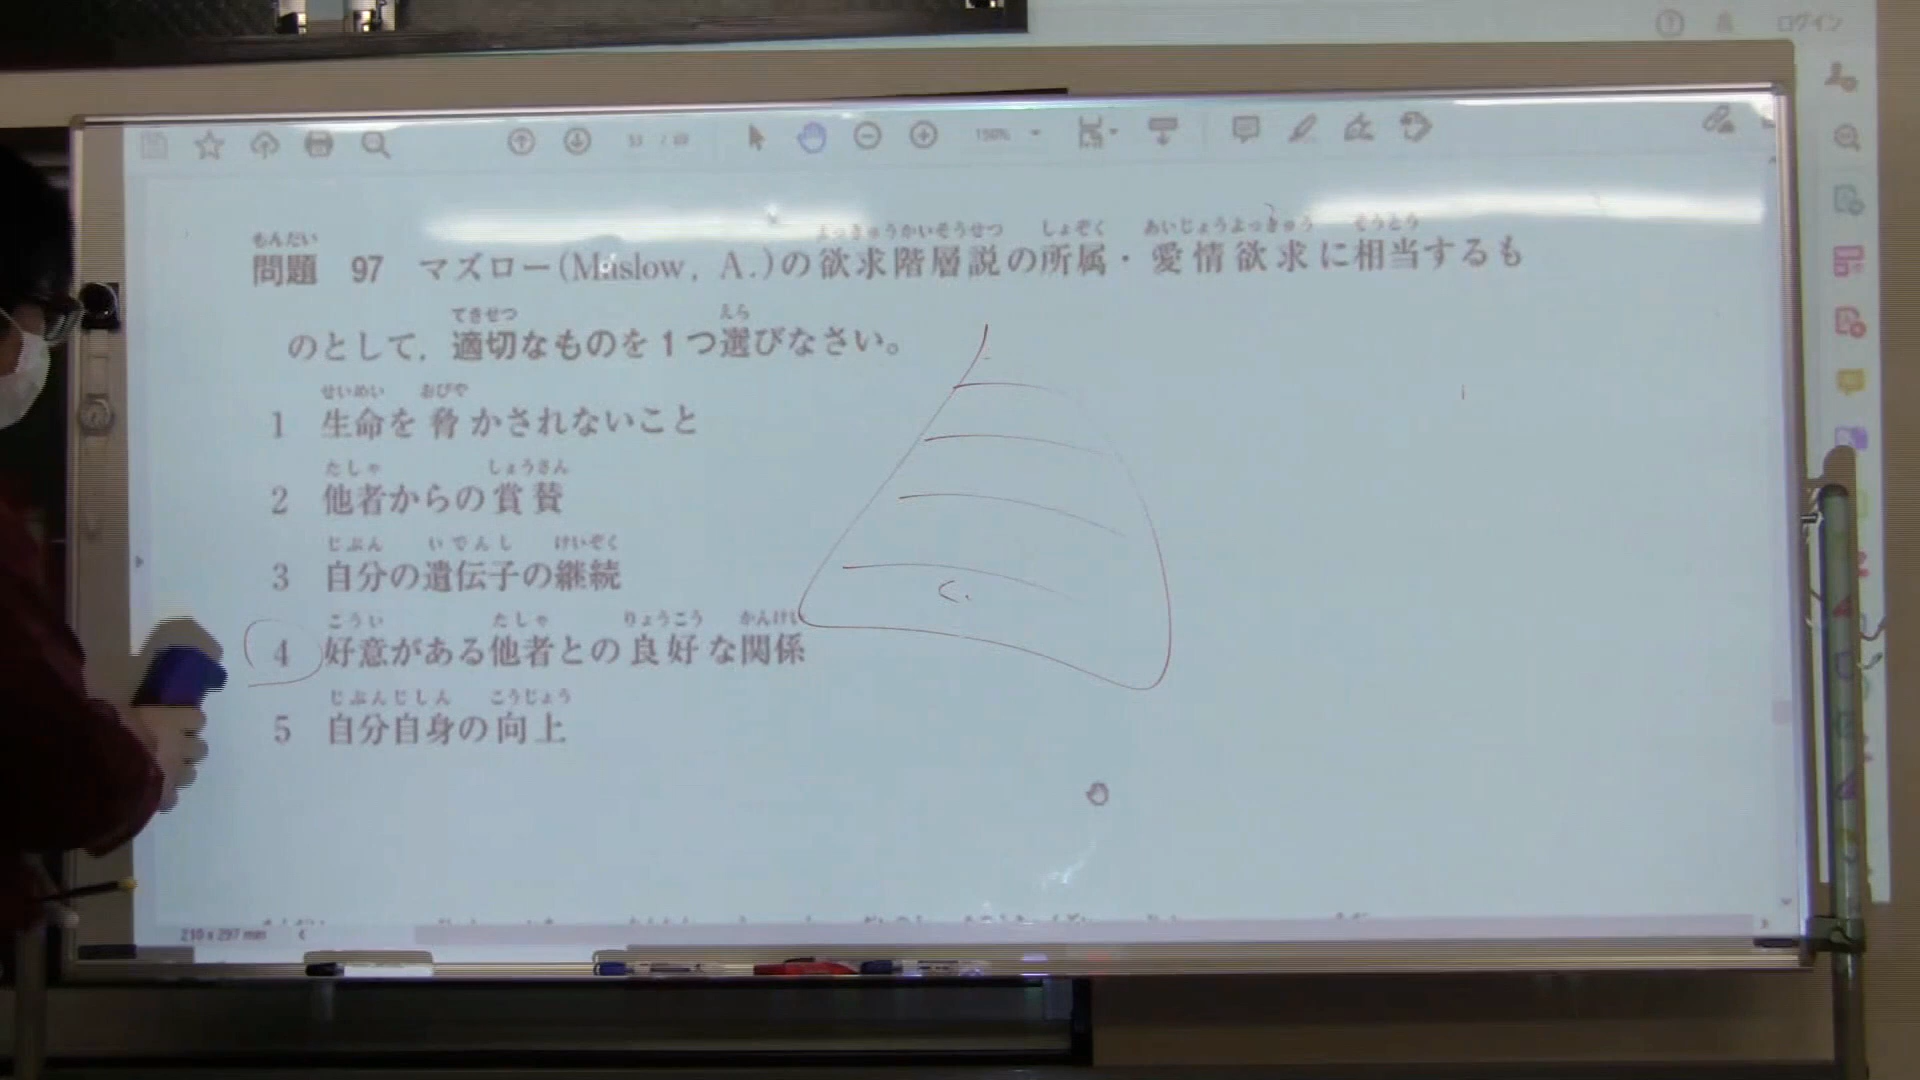 ログイン
53 / 69
150%
もんだい よっきゅうかいそうせつ しょぞく あいじょうよっきゅう そうとう
問題 97 マズロー(Maslow, A.)の欲求階層説の所属・愛情欲求に相当するも
てきせつ えら
のとして,適切なものを1つ選びなさい。
せいめい おびや
1 生命を脅かされないこと
たしゃ しょうさん
2 他者からの賞賛
じぶん いでんし けいぞく
3 自分の遺伝子の継続
こうい たしゃ りょうこう かんけい
4 好意がある他者との良好な関係
じぶんじしん こうじょう
5 自分自身の向上
210 x 297 mm